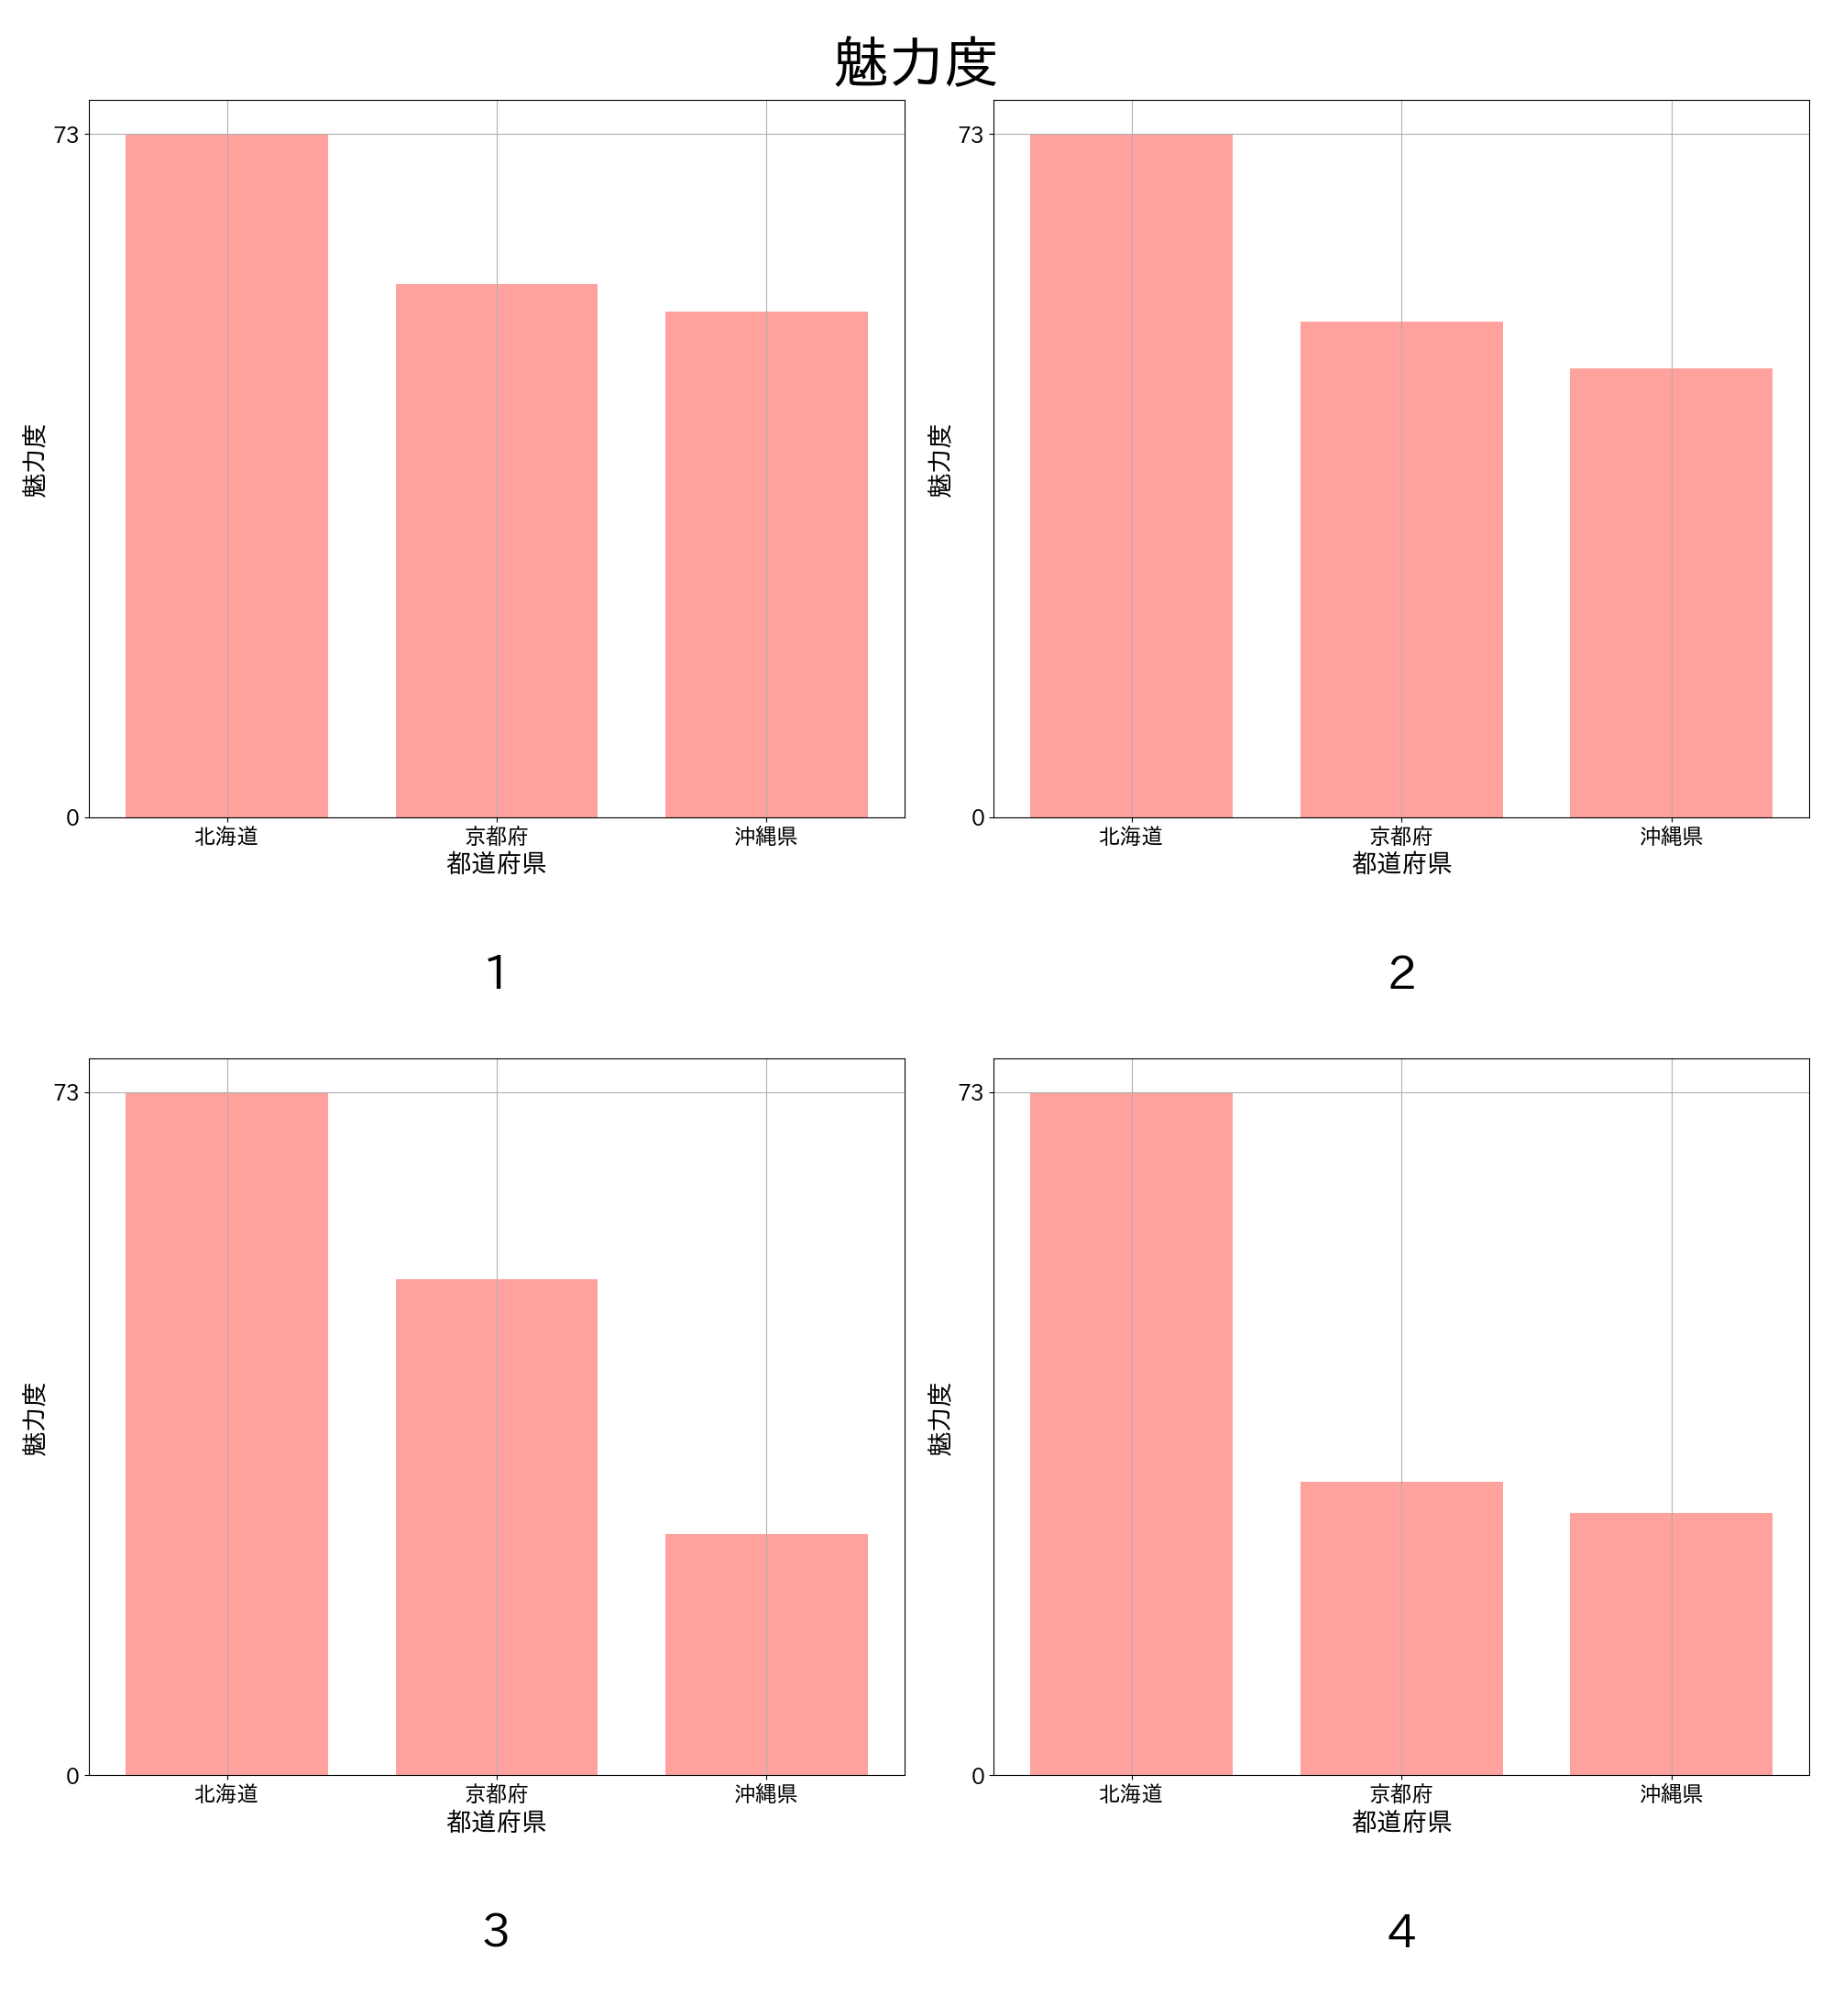 魅力度
73
73
魅力度
魅力度
0
0
北海道 京都府 沖縄県
北海道 京都府 沖縄県
都道府県
都道府県
1
2
73
73
魅力度
魅力度
0
0
北海道 京都府 沖縄県
北海道 京都府 沖縄県
都道府県
都道府県
3
4